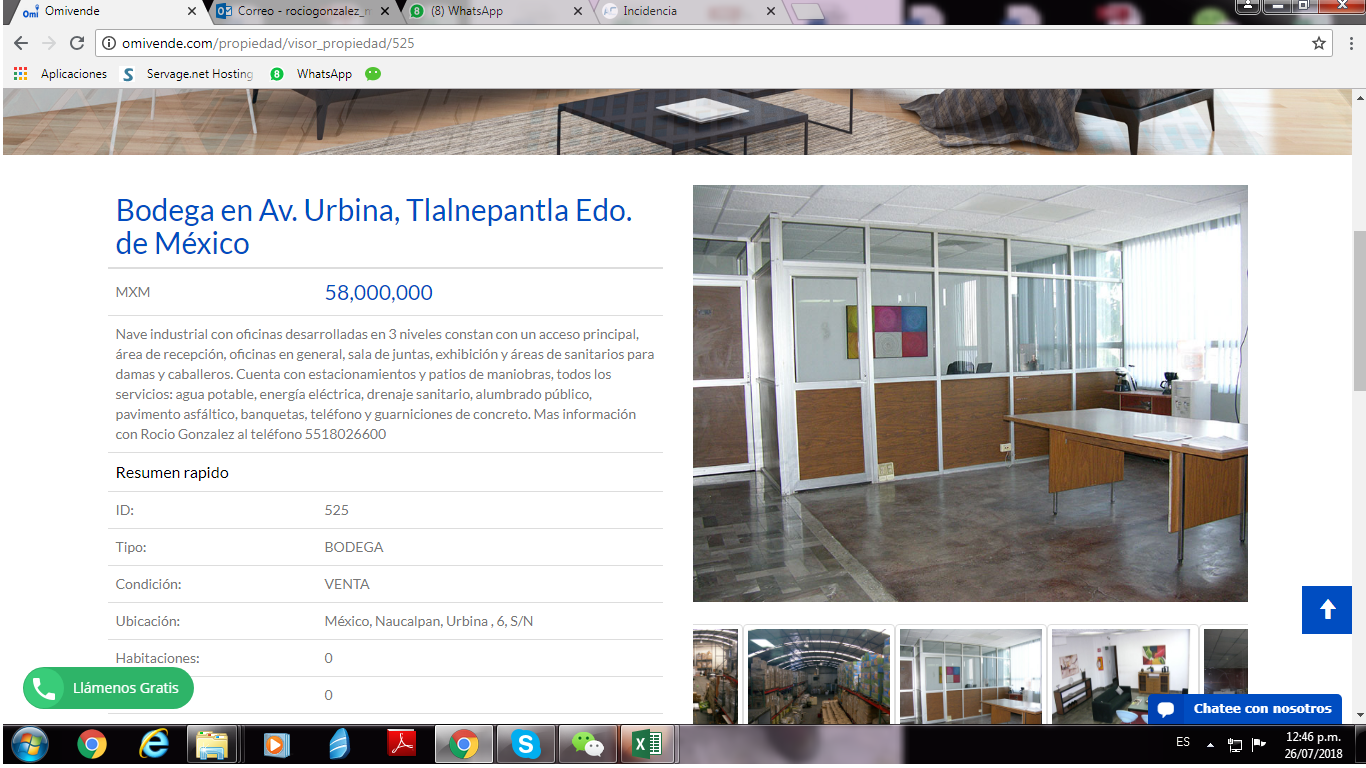 Omi
Omivende
Correo - rociogonzalez_
(8) WhatsApp
Incidencia
omivende.com/propiedad/visor_propiedad/525
Aplicaciones
Servage.net Hosting
8
WhatsApp
Bodega en Av. Urbina, Tlalnepantla Edo.
de México
MXM 58,000,000
Nave industrial con oficinas desarrolladas en 3 niveles constan con un acceso principal,
área de recepción, oficinas en general, sala de juntas, exhibición y áreas de sanitarios para
damas y caballeros. Cuenta con estacionamientos y patios de maniobras, todos los
servicios: agua potable, energía eléctrica, drenaje sanitario, alumbrado público,
pavimento asfáltico, banquetas, teléfono y guarniciones de concreto. Mas información
con Rocio Gonzalez al teléfono 5518026600
Resumen rapido
ID: 525
Tipo: BODEGA
Condición: VENTA
Ubicación: México, Naucalpan, Urbina , 6, S/N
Habitaciones: 0
0
Llámenos Gratis
Chatee con nosotros
ES
12:46 p.m.
26/07/2018